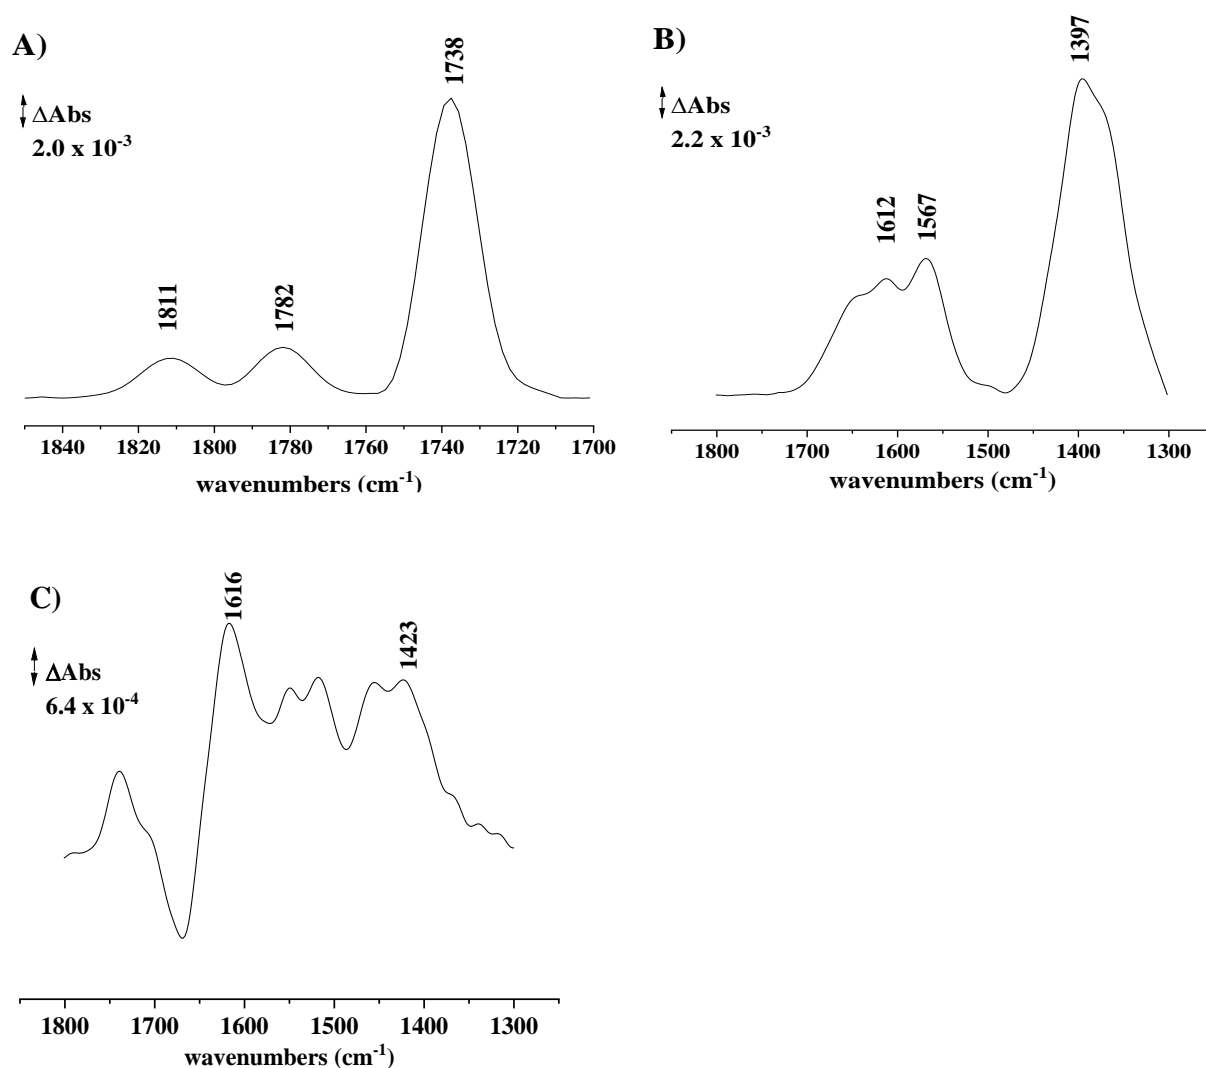 A)
ΔAbs
2.0 x 10⁻³
1811
1782
1738
1840 1820 1800 1780 1760 1740 1720 1700
wavenumbers (cm⁻¹)
B)
ΔAbs
2.2 x 10⁻³
1612
1567
1397
1800 1700 1600 1500 1400 1300
wavenumbers (cm⁻¹)
C)
ΔAbs
6.4 x 10⁻⁴
1616
1423
1800 1700 1600 1500 1400 1300
wavenumbers (cm⁻¹)